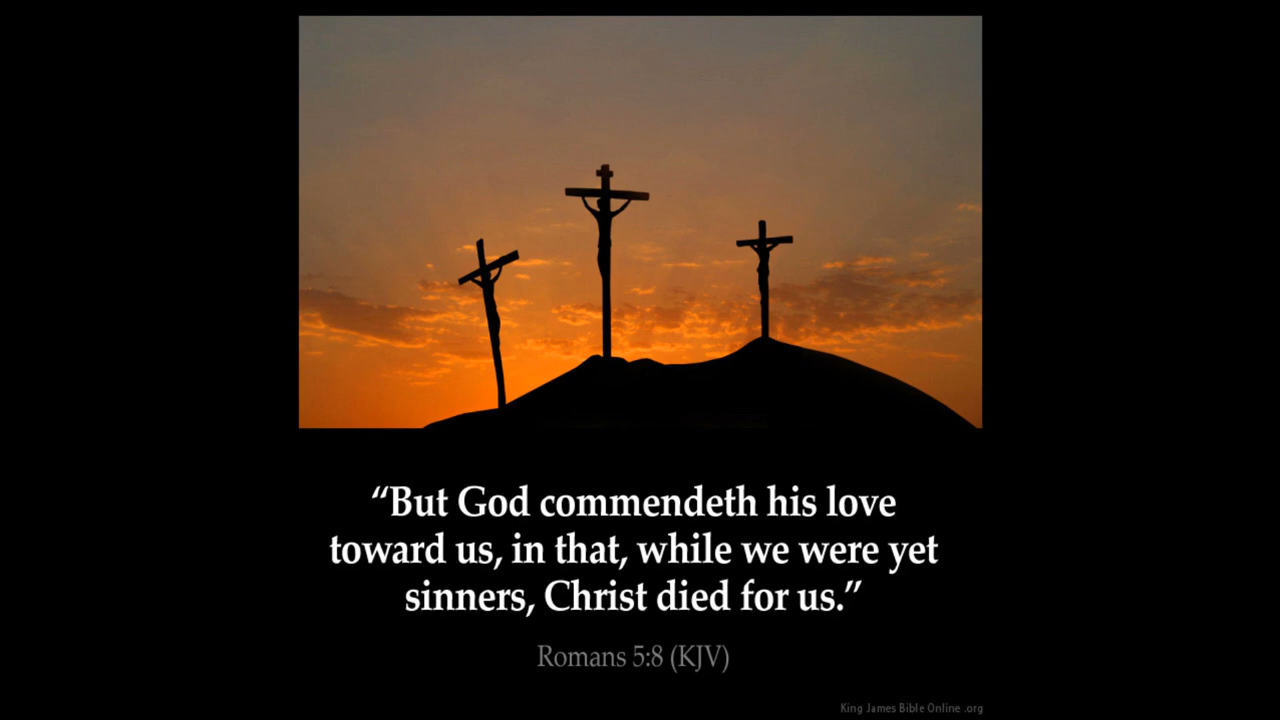 “But God commendeth his love
toward us, in that, while we were yet
sinners, Christ died for us.”
Romans 5:8 (KJV)
King James Bible Online .org